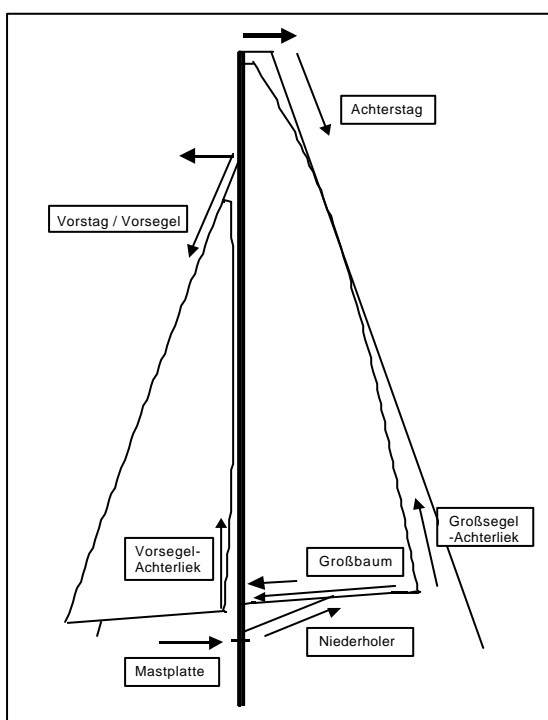 Achterstag
Vorstag / Vorsegel
Großsegel
-Achterliek
Vorsegel-
Achterliek
Großbaum
Niederholer
Mastplatte